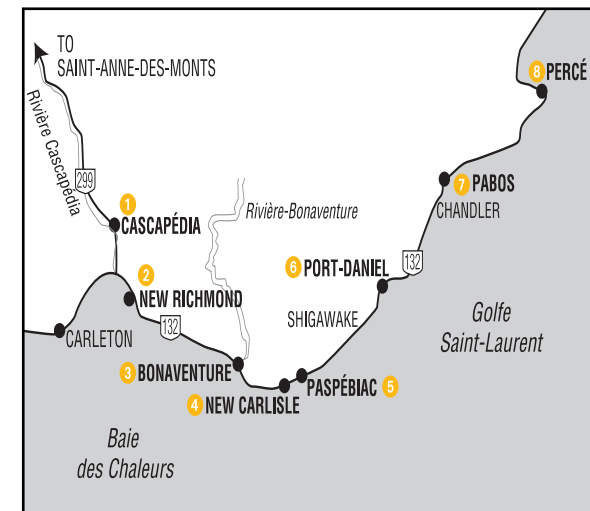 TO
SAINT-ANNE-DES-MONTS
8 PERCÉ
Rivière Cascapédia
299
7 PABOS
CHANDLER
1
CASCAPÉDIA
Rivière-Bonaventure
6 PORT-DANIEL
132
2
NEW RICHMOND
SHIGAWAKE
Golfe
Saint-Laurent
132
CARLETON
3 BONAVENTURE
PASPÉBIAC 5
4 NEW CARLISLE
Baie
des Chaleurs